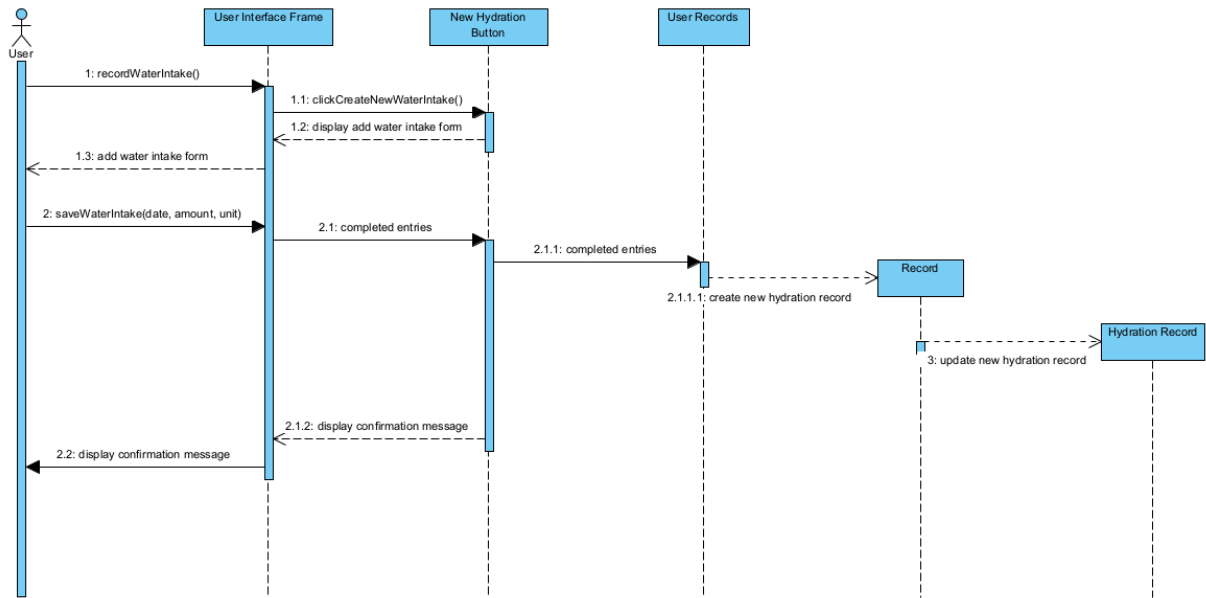 User Interface Frame
New Hydration
Button
User Records
User
1: recordWaterIntake()
1.1: clickCreateNewWaterIntake()
1.2: display add water intake form
1.3: add water intake form
2: saveWaterIntake(date, amount, unit)
2.1: completed entries
2.1.1: completed entries
Record
2.1.1.1: create new hydration record
Hydration Record
3: update new hydration record
2.1.2: display confirmation message
2.2: display confirmation message